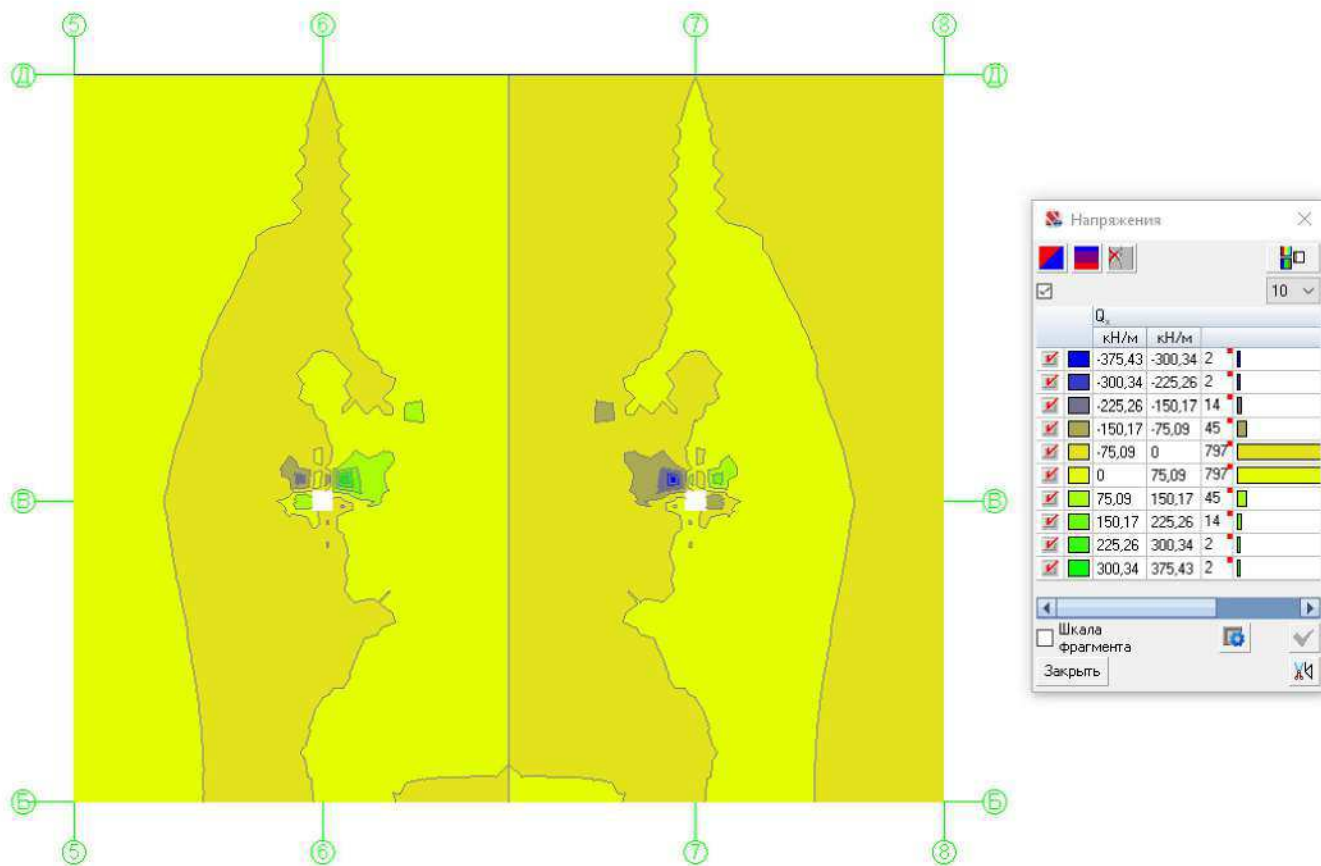 5 6 7 8
Д Д
Напряжения
10
Qx
кН/м кН/м
-375,43 -300,34 2
-300,34 -225,26 2
-225,26 -150,17 14
-150,17 -75,09 45
-75,09 0 797
0 75,09 797
75,09 150,17 45
150,17 225,26 14
225,26 300,34 2
300,34 375,43 2
В В
Шкала
фрагмента
Закрыть
Б Б
5 6 7 8